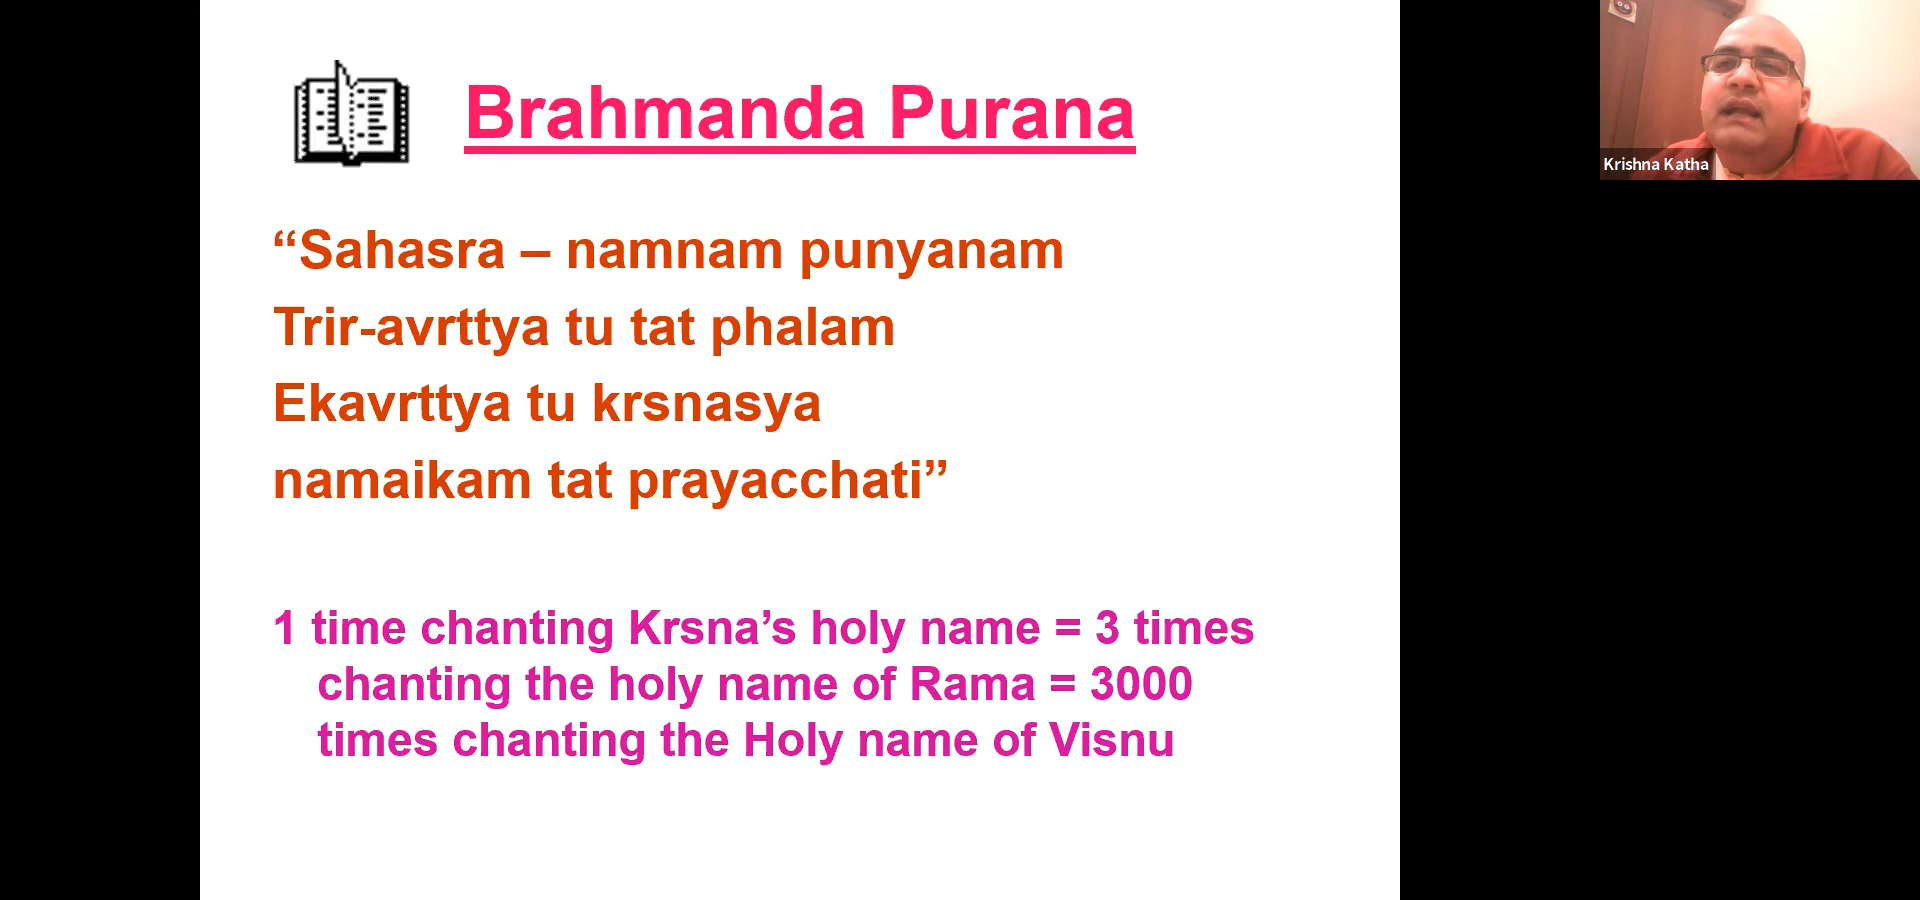 Brahmanda Purana
“Sahasra – namnam punyanam
Trir-avrttya tu tat phalam
Ekavrttya tu krsnasya
namaikam tat prayacchati”
1 time chanting Krsna’s holy name = 3 times
chanting the holy name of Rama = 3000
times chanting the Holy name of Visnu
Krishna Katha